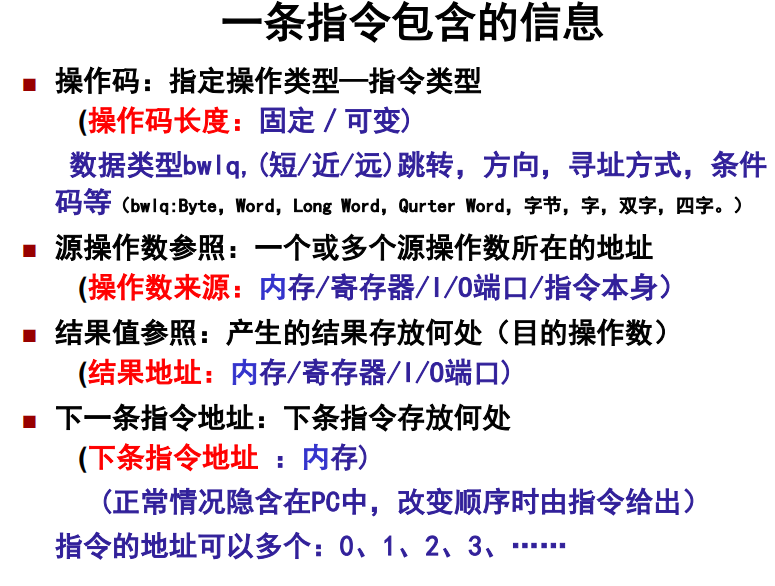 一条指令包含的信息
■ 操作码：指定操作类型—指令类型
(操作码长度：固定／可变)
数据类型bwlq,(短/近/远)跳转，方向，寻址方式，条件
码等（bwlq:Byte，Word，Long Word，Qurter Word，字节，字，双字，四字。）
■ 源操作数参照：一个或多个源操作数所在的地址
(操作数来源：内存/寄存器/I/O端口/指令本身）
■ 结果值参照：产生的结果存放何处（目的操作数）
(结果地址：内存/寄存器/I/O端口)
■ 下一条指令地址：下条指令存放何处
(下条指令地址 ：内存)
(正常情况隐含在PC中，改变顺序时由指令给出）
指令的地址可以多个：0、1、2、3、……